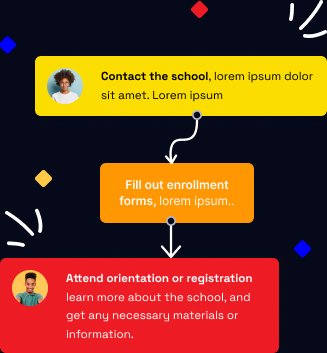 Contact the school, lorem ipsum dolor
sit amet. Lorem ipsum
Fill out enrollment
forms, lorem ipsum..
Attend orientation or registration
learn more about the school, and
get any necessary materials or
information.